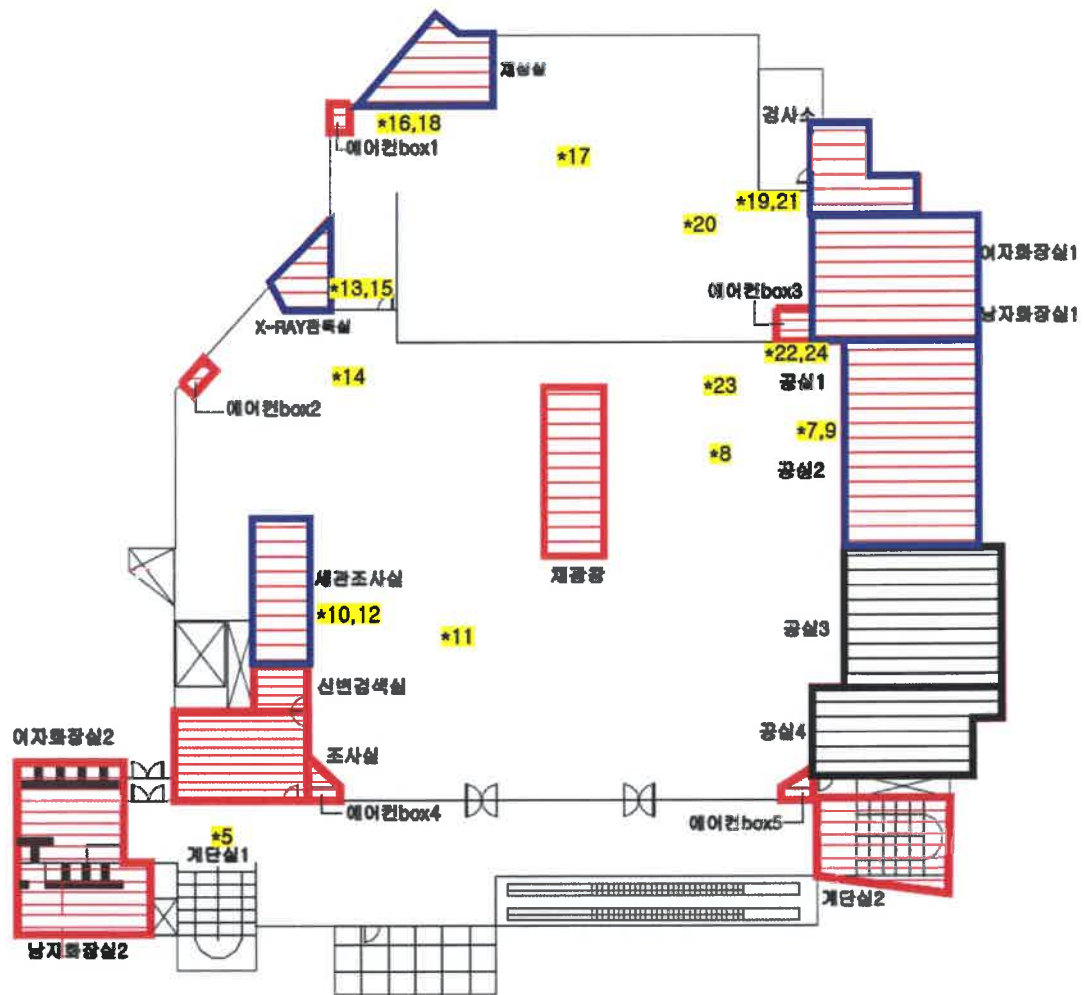 재심실
*16,18
에어컨box1
검사소
*17
*19,21
*20
여자화장실1
*13,15
에어컨box3
남자화장실1
X-RAY판독실
*22,24
*14
공실1
*23
에어컨box2
*7,9
*8
공실2
재광광
세관조사실
*10,12
*11
공실3
신변검색실
여자화장실2
조사실
공실4
에어컨box4
에어컨box5
*5
계단실1
계단실2
남자화장실2